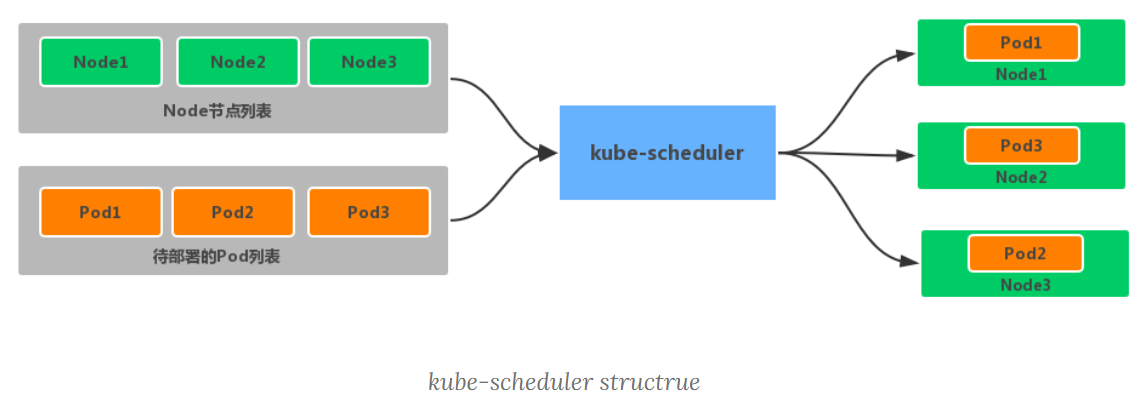 Node1 Node2 Node3
Node节点列表
Pod1 Pod2 Pod3
待部署的Pod列表
kube-scheduler
Pod1
Node1
Pod3
Node2
Pod2
Node3
kube-scheduler structrue